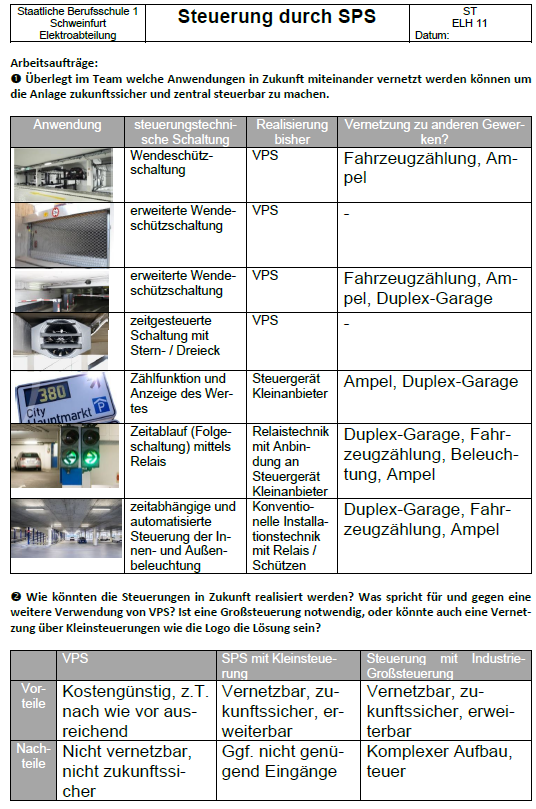 Staatliche Berufsschule 1
Schweinfurt
Elektroabteilung
Steuerung durch SPS
ST
ELH 11
Datum:
Arbeitsaufträge:
❶ Überlegt im Team welche Anwendungen in Zukunft miteinander vernetzt werden können um
die Anlage zukunftssicher und zentral steuerbar zu machen.
Anwendung
steuerungstechni-
sche Schaltung
Realisierung
bisher
Vernetzung zu anderen Gewer-
ken?
Wendeschütz-
schaltung
VPS
Fahrzeugzählung, Am-
pel
erweiterte Wende-
schützschaltung
VPS
-
erweiterte Wende-
schützschaltung
VPS
Fahrzeugzählung, Am-
pel, Duplex-Garage
zeitgesteuerte
Schaltung mit
Stern- / Dreieck
VPS
-
380
City
Hauptmarkt
P
Zählfunktion und
Anzeige des Wer-
tes
Steuergerät
Kleinanbieter
Ampel, Duplex-Garage
Zeitablauf (Folge-
schaltung) mittels
Relais
Relaistechnik
mit Anbin-
dung an
Steuergerät
Kleinanbieter
Duplex-Garage, Fahr-
zeugzählung, Beleuch-
tung, Ampel
zeitabhängige und
automatisierte
Steuerung der In-
nen- und Außen-
beleuchtung
Konventio-
nelle Installa-
tionstechnik
mit Relais /
Schützen
Duplex-Garage, Fahr-
zeugzählung, Ampel
❷ Wie könnten die Steuerungen in Zukunft realisiert werden? Was spricht für und gegen eine
weitere Verwendung von VPS? Ist eine Großsteuerung notwendig, oder könnte auch eine Vernet-
zung über Kleinsteuerungen wie die Logo die Lösung sein?
VPS
SPS mit Kleinsteue-
rung
Steuerung mit Industrie-
Großsteuerung
Vor-
teile
Kostengünstig, z.T.
nach wie vor aus-
reichend
Vernetzbar, zu-
kunftssicher, er-
weiterbar
Vernetzbar, zu-
kunftssicher, erwei-
terbar
Nach-
teile
Nicht vernetzbar,
nicht zukunftssi-
cher
Ggf. nicht genü-
gend Eingänge
Komplexer Aufbau,
teuer